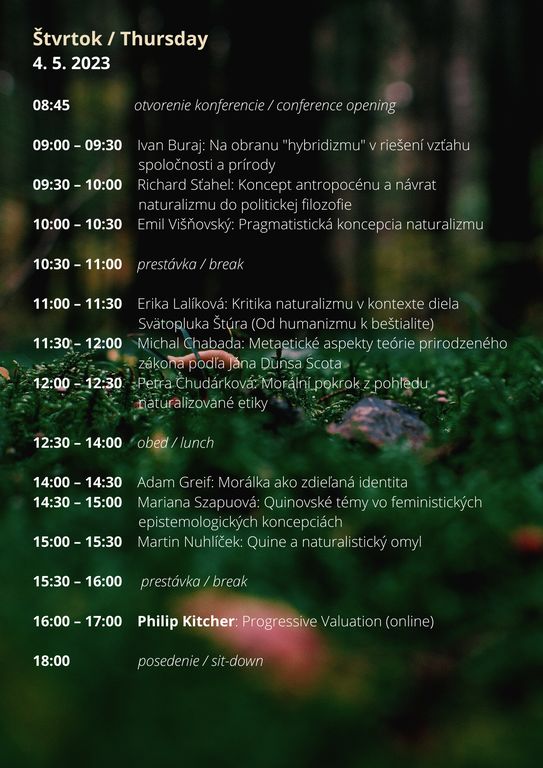 Štvrtok / Thursday
4. 5. 2023
08:45 otvorenie konferencie / conference opening
09:00 – 09:30 Ivan Buraj: Na obranu "hybridizmu" v riešení vzťahu
spoločnosti a prírody
09:30 – 10:00 Richard Sťahel: Koncept antropocénu a návrat
naturalizmu do politickej filozofie
10:00 – 10:30 Emil Višňovský: Pragmatistická koncepcia naturalizmu
10:30 – 11:00 prestávka / break
11:00 – 11:30 Erika Lalíková: Kritika naturalizmu v kontexte diela
Svätopluka Štúra (Od humanizmu k beštialite)
11:30 – 12:00 Michal Chabada: Metaetické aspekty teórie prirodzeného
zákona podľa Jána Dunsa Scota
12:00 – 12:30 Petra Chudárková: Morální pokrok z pohledu
naturalizované etiky
12:30 – 14:00 obed / lunch
14:00 – 14:30 Adam Greif: Morálka ako zdieľaná identita
14:30 – 15:00 Mariana Szapuová: Quinovské témy vo feministických
epistemologických koncepciách
15:00 – 15:30 Martin Nuhlíček: Quine a naturalistický omyl
15:30 – 16:00 prestávka / break
16:00 – 17:00 Philip Kitcher: Progressive Valuation (online)
18:00 posedenie / sit-down